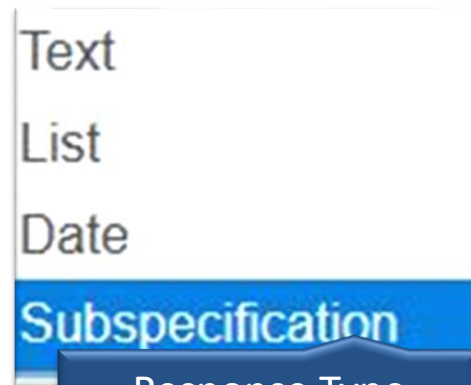 Text
List
Date
Subspecification
Response Type